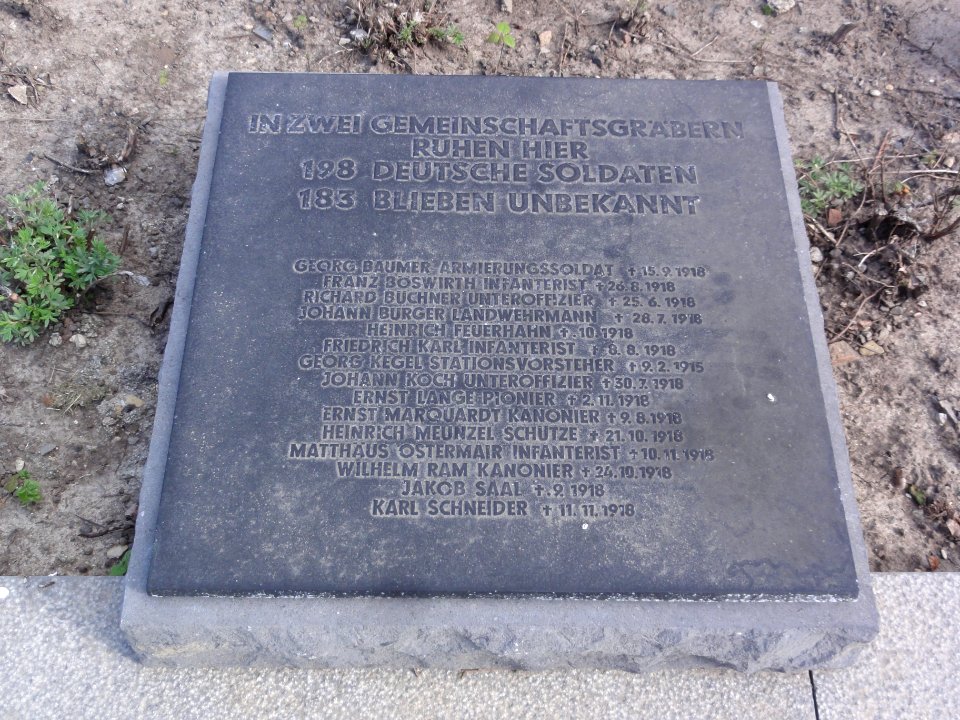 IN ZWEI GEMEINSCHAFTSGRÄBERN
RUHEN HIER
198 DEUTSCHE SOLDATEN
183 BLIEBEN UNBEKANNT
GEORG BÄUMER ARMIERUNGSSOLDAT † 15. 9. 1918
FRANZ BÖSWIRTH INFANTERIST † 26. 8. 1918
RICHARD BÜCHNER UNTEROFFIZIER † 25. 6. 1918
JOHANN BURGER LANDWEHRMANN † 28. 7. 1918
HEINRICH FEUERHAHN † 10. 1918
FRIEDRICH KARL INFANTERIST † 8. 8. 1918
GEORG KEGEL STATIONSVORSTEHER † 9. 2. 1915
JOHANN KOCH UNTEROFFIZIER † 30. 7. 1918
ERNST LANGE PIONIER † 2. 11. 1918
ERNST MARQUARDT KANONIER † 9. 8. 1918
HEINRICH MEUNZEL SCHÜTZE † 21. 10. 1918
MATTHÄUS OSTERMAIR INFANTERIST † 10. 11. 1918
WILHELM RAM KANONIER † 24. 10. 1918
JAKOB SAAL † 9. 1918
KARL SCHNEIDER † 11. 11. 1918